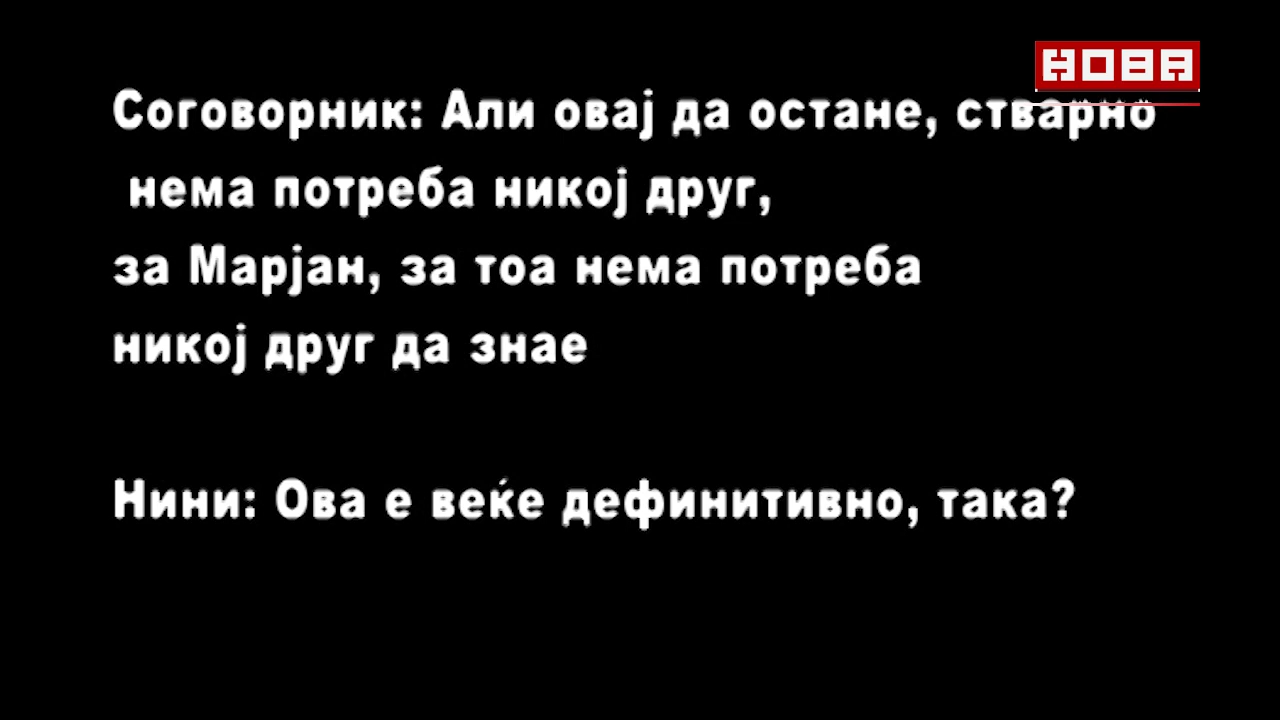 НОВА
Соговорник: Али овај да остане, стварно
нема потреба никој друг,
за Марјан, за тоа нема потреба
никој друг да знае
Нини: Ова е веќе дефинитивно, така?